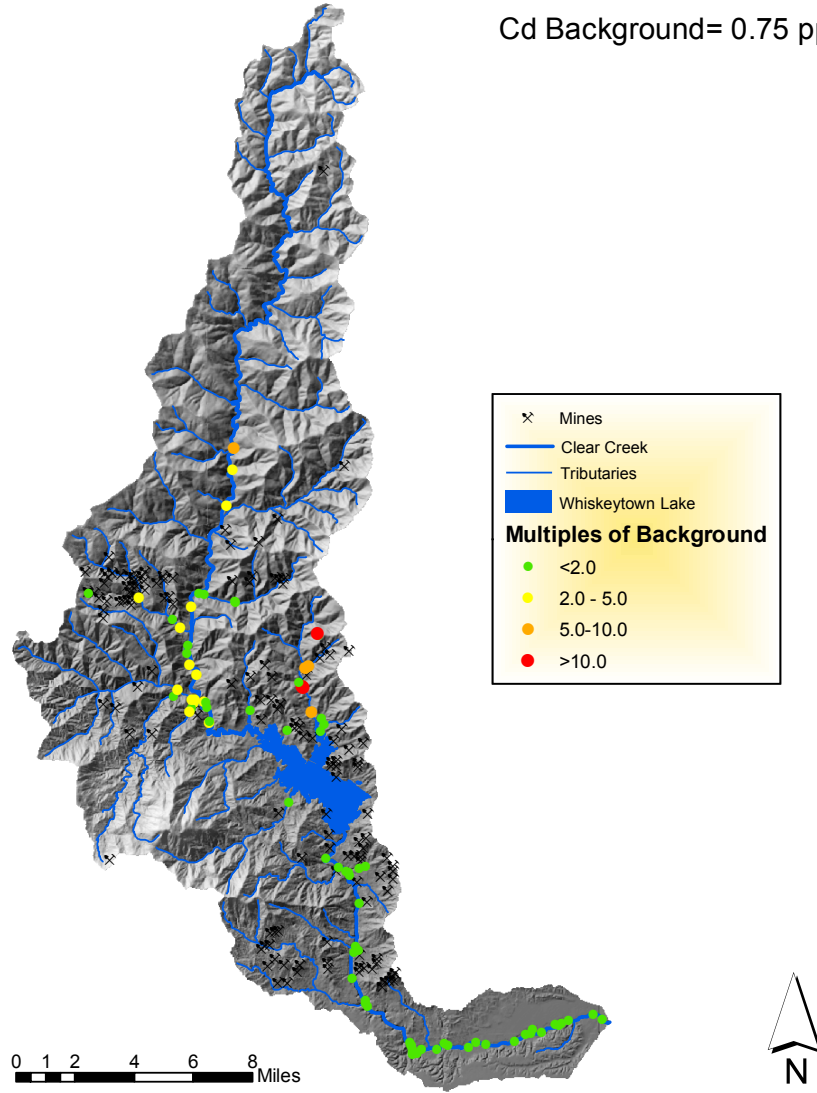 Cd Background= 0.75 pp
Mines
Clear Creek
Tributaries
Whiskeytown Lake
Multiples of Background
<2.0
2.0 - 5.0
5.0-10.0
>10.0
0 1 2 4 6 8
Miles
N